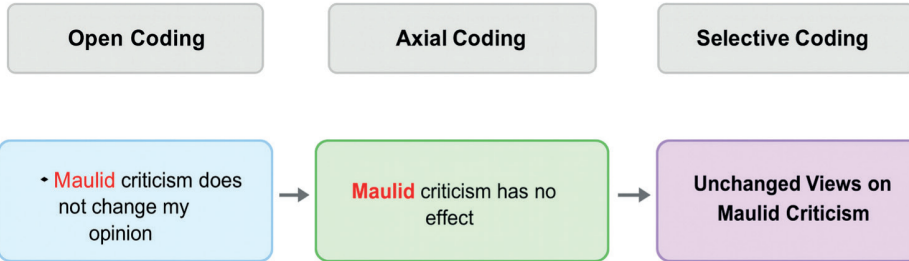 Open Coding
Axial Coding
Selective Coding
• Maulid criticism does
not change my
opinion
Maulid criticism has no
effect
Unchanged Views on
Maulid Criticism